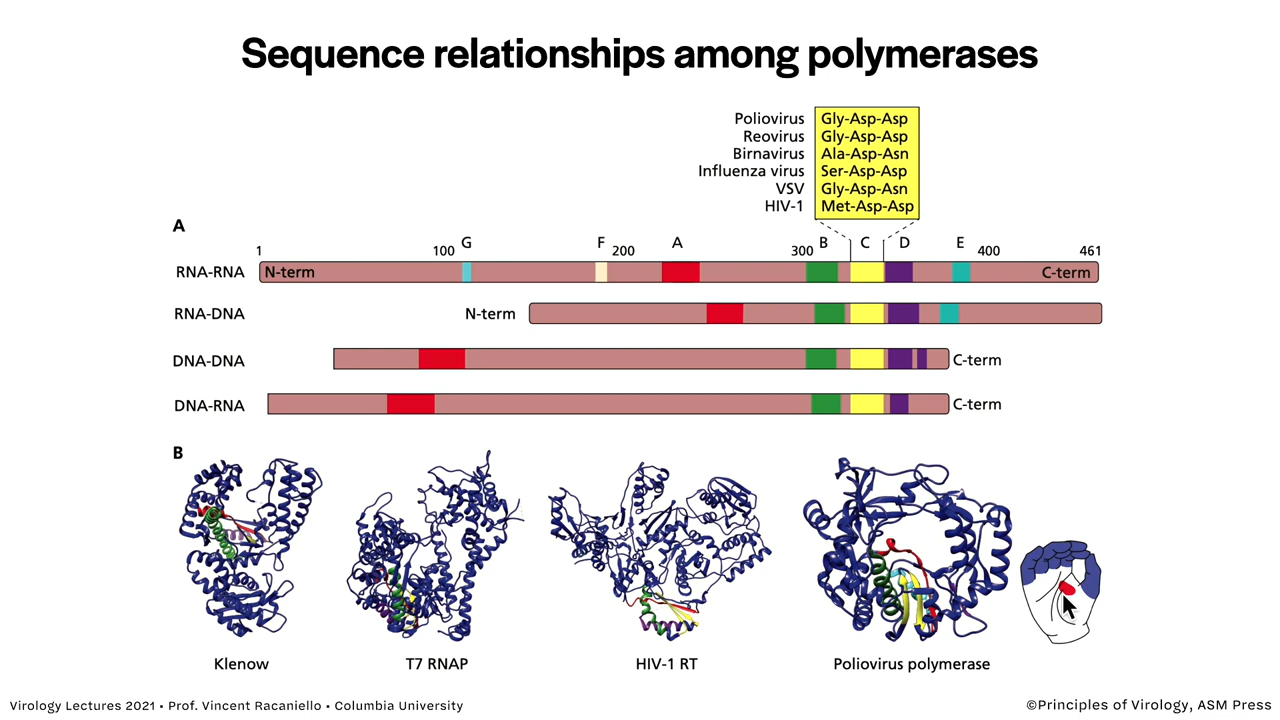 Sequence relationships among polymerases
Poliovirus Gly-Asp-Asp
Reovirus Gly-Asp-Asp
Birnavirus Ala-Asp-Asn
Influenza virus Ser-Asp-Asp
VSV Gly-Asp-Asn
HIV-1 Met-Asp-Asp
A
1 100 G F 200 A 300 B C D E 400 461
RNA-RNA N-term C-term
RNA-DNA N-term
DNA-DNA C-term
DNA-RNA C-term
B
Klenow T7 RNAP HIV-1 RT Poliovirus polymerase
Virology Lectures 2021 • Prof. Vincent Racaniello • Columbia University ©Principles of Virology, ASM Press